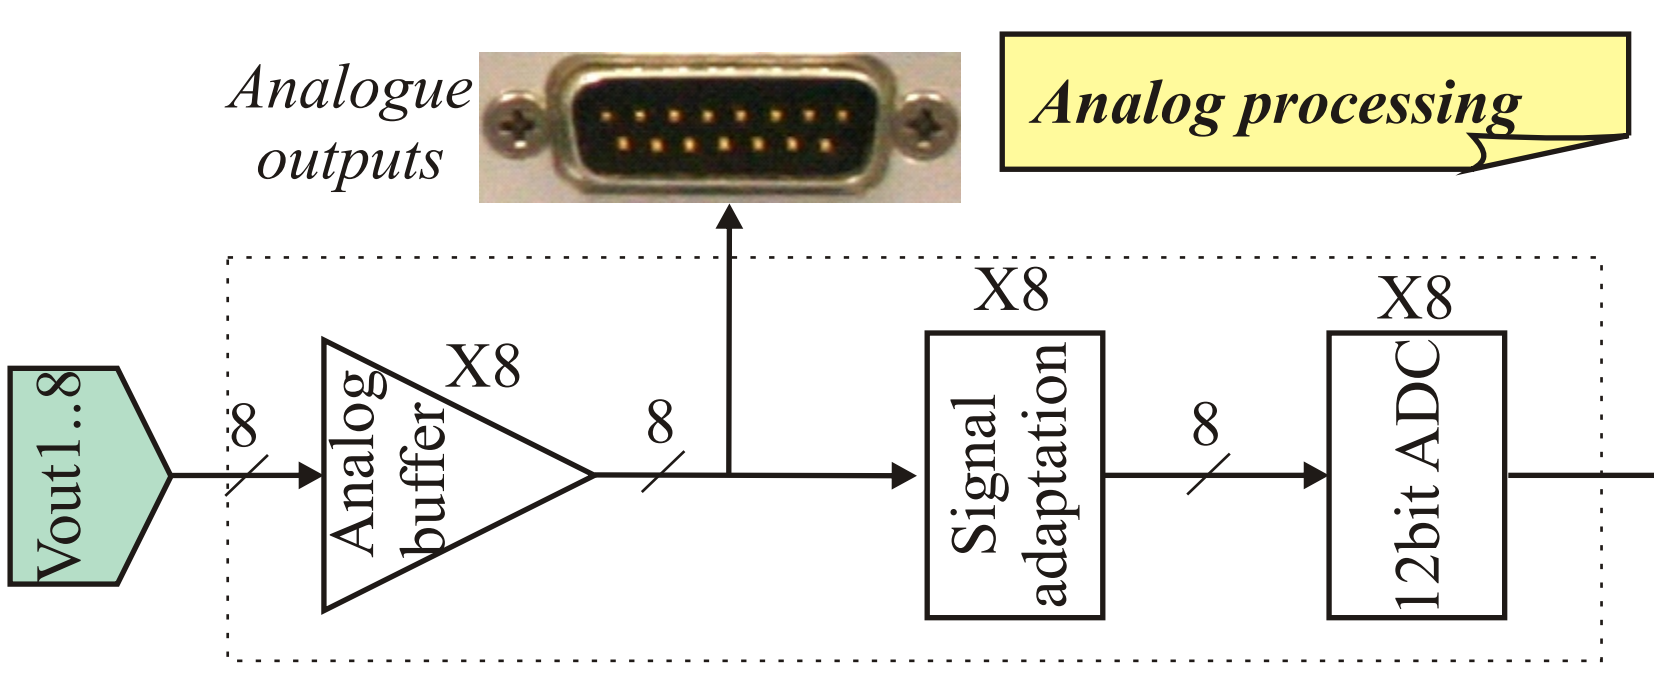 Analogue
outputs
Analog processing
X8
X8
X8
Vout1..8
8
Analog
buffer
8
Signal
adaptation
8
12bit ADC